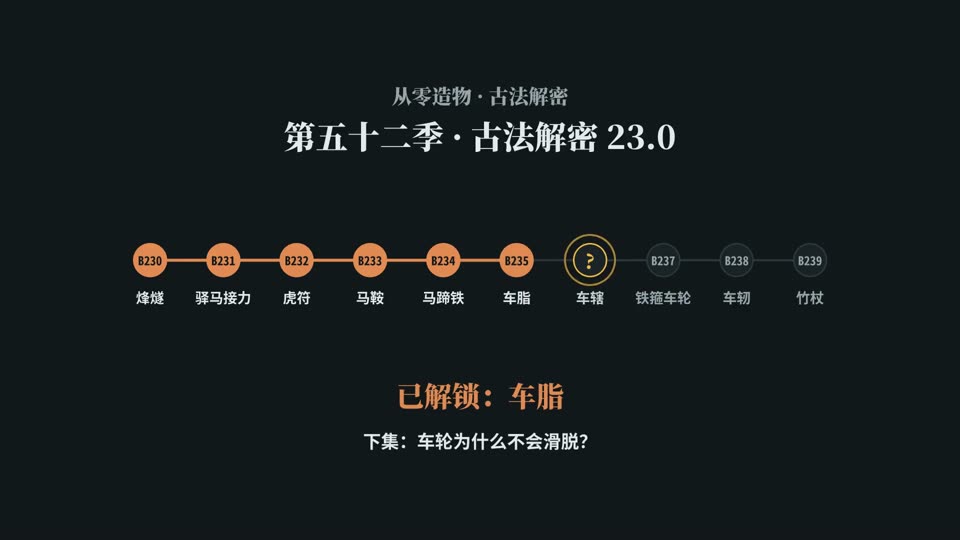 从零造物 · 古法解密
第五十二季 · 古法解密 23.0
B230 B231 B232 B233 B234 B235 ? B237 B238 B239
烽燧 驿马接力 虎符 马鞍 马蹄铁 车脂 车辖 铁箍车轮 车轫 竹杖
已解锁：车脂
下集：车轮为什么不会滑脱？